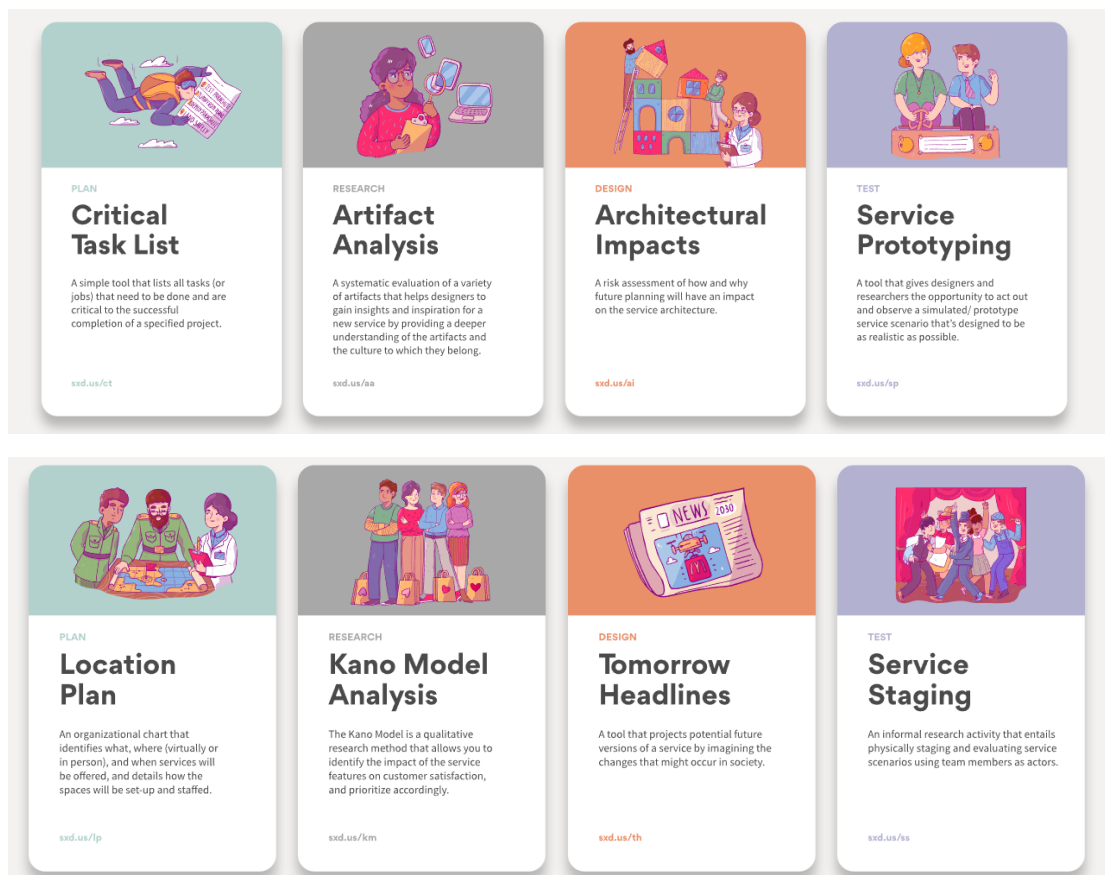 PLAN
Critical
Task List
A simple tool that lists all tasks (or
jobs) that need to be done and are
critical to the successful
completion of a specified project.
sxd.us/ct
RESEARCH
Artifact
Analysis
A systematic evaluation of a variety
of artifacts that helps designers to
gain insights and inspiration for a
new service by providing a deeper
understanding of the artifacts and
the culture to which they belong.
sxd.us/aa
DESIGN
Architectural
Impacts
A risk assessment of how and why
future planning will have an impact
on the service architecture.
sxd.us/ai
TEST
Service
Prototyping
A tool that gives designers and
researchers the opportunity to act out
and observe a simulated/ prototype
service scenario that's designed to be
as realistic as possible.
sxd.us/sp
PLAN
Location
Plan
An organizational chart that
identifies what, where (virtually or
in person), and when services will
be offered, and details how the
spaces will be set-up and staffed.
sxd.us/lp
RESEARCH
Kano Model
Analysis
The Kano Model is a qualitative
research method that allows you to
identify the impact of the service
features on customer satisfaction,
and prioritize accordingly.
sxd.us/km
NEWS 2030
DESIGN
Tomorrow
Headlines
A tool that projects potential future
versions of a service by imagining the
changes that might occur in society.
sxd.us/th
TEST
Service
Staging
An informal research activity that entails
physically staging and evaluating service
scenarios using team members as actors.
sxd.us/ss